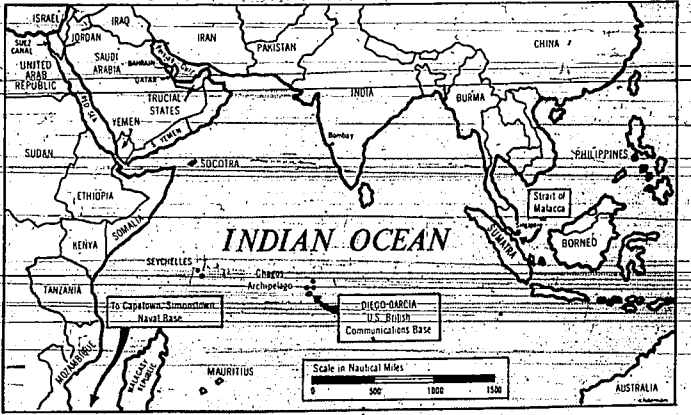 ISRAEL
SUEZ
CANAL
JORDAN
IRAQ
IRAN
PAKISTAN
CHINA
UNITED
ARAB
REPUBLIC
SAUDI
ARABIA
Persian Gulf
BAHRAIN
QATAR
TRUCIAL
STATES
INDIA
BURMA
RED SEA
YEMEN
S. YEMEN
Bombay
SUDAN
SOCOTRA
PHILIPPINES
ETHIOPIA
SOMALIA
Strait of
Malacca
Singapore
INDIAN OCEAN
KENYA
SUMATRA
BORNEO
SEYCHELLES
Chagos
Archipelago
TANZANIA
To Capetown, Simonstown
Naval Base
DIEGO-GARCIA
U.S. British
Communications Base
MOZAMBIQUE
MALAGASY
REPUBLIC
MAURITIUS
Scale in Nautical Miles
0 500 1000 1500
AUSTRALIA